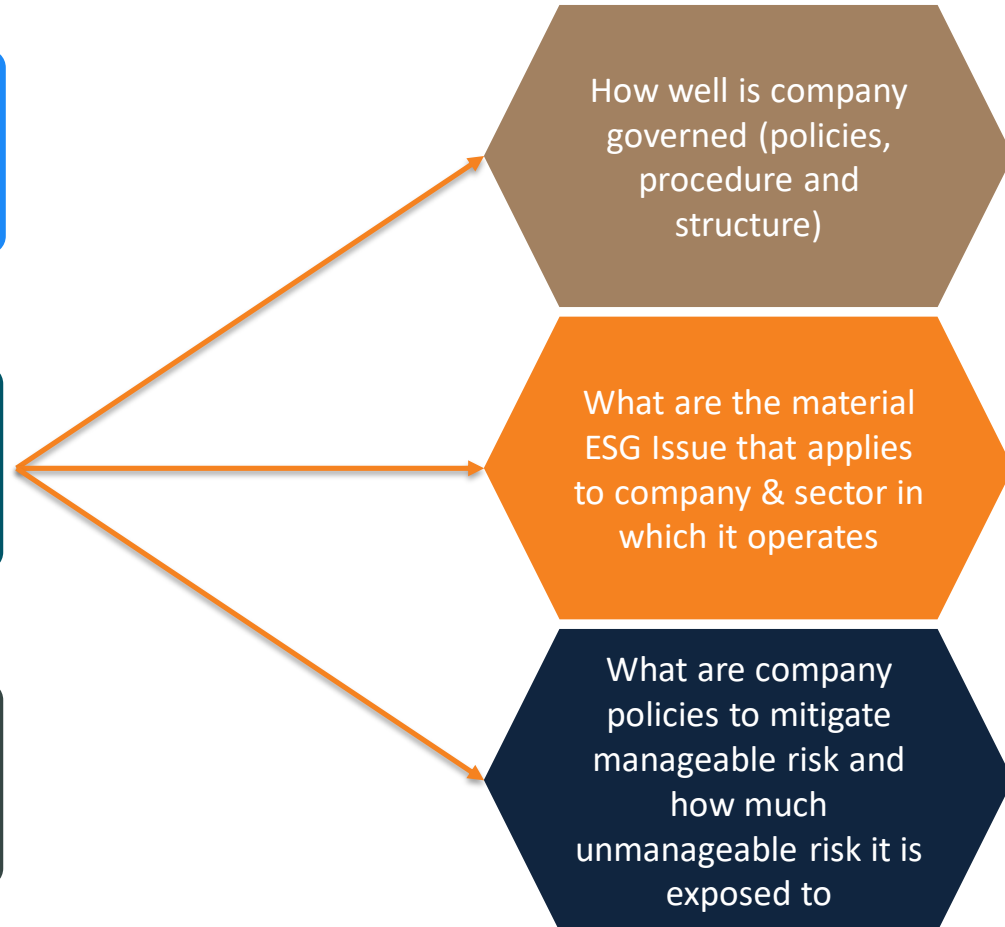 How well is company
governed (policies,
procedure and
structure)
What are the material
ESG Issue that applies
to company & sector in
which it operates
What are company
policies to mitigate
manageable risk and
how much
unmanageable risk it is
exposed to